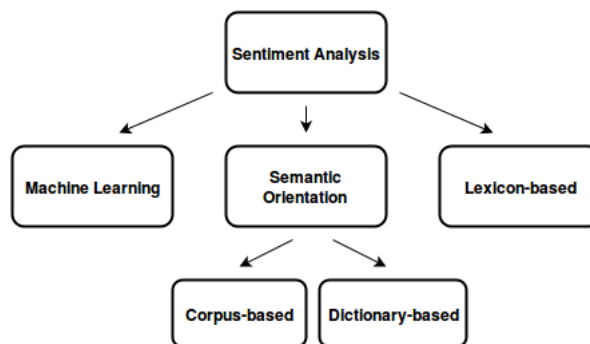 Sentiment Analysis
Machine Learning
Semantic
Orientation
Lexicon-based
Corpus-based
Dictionary-based